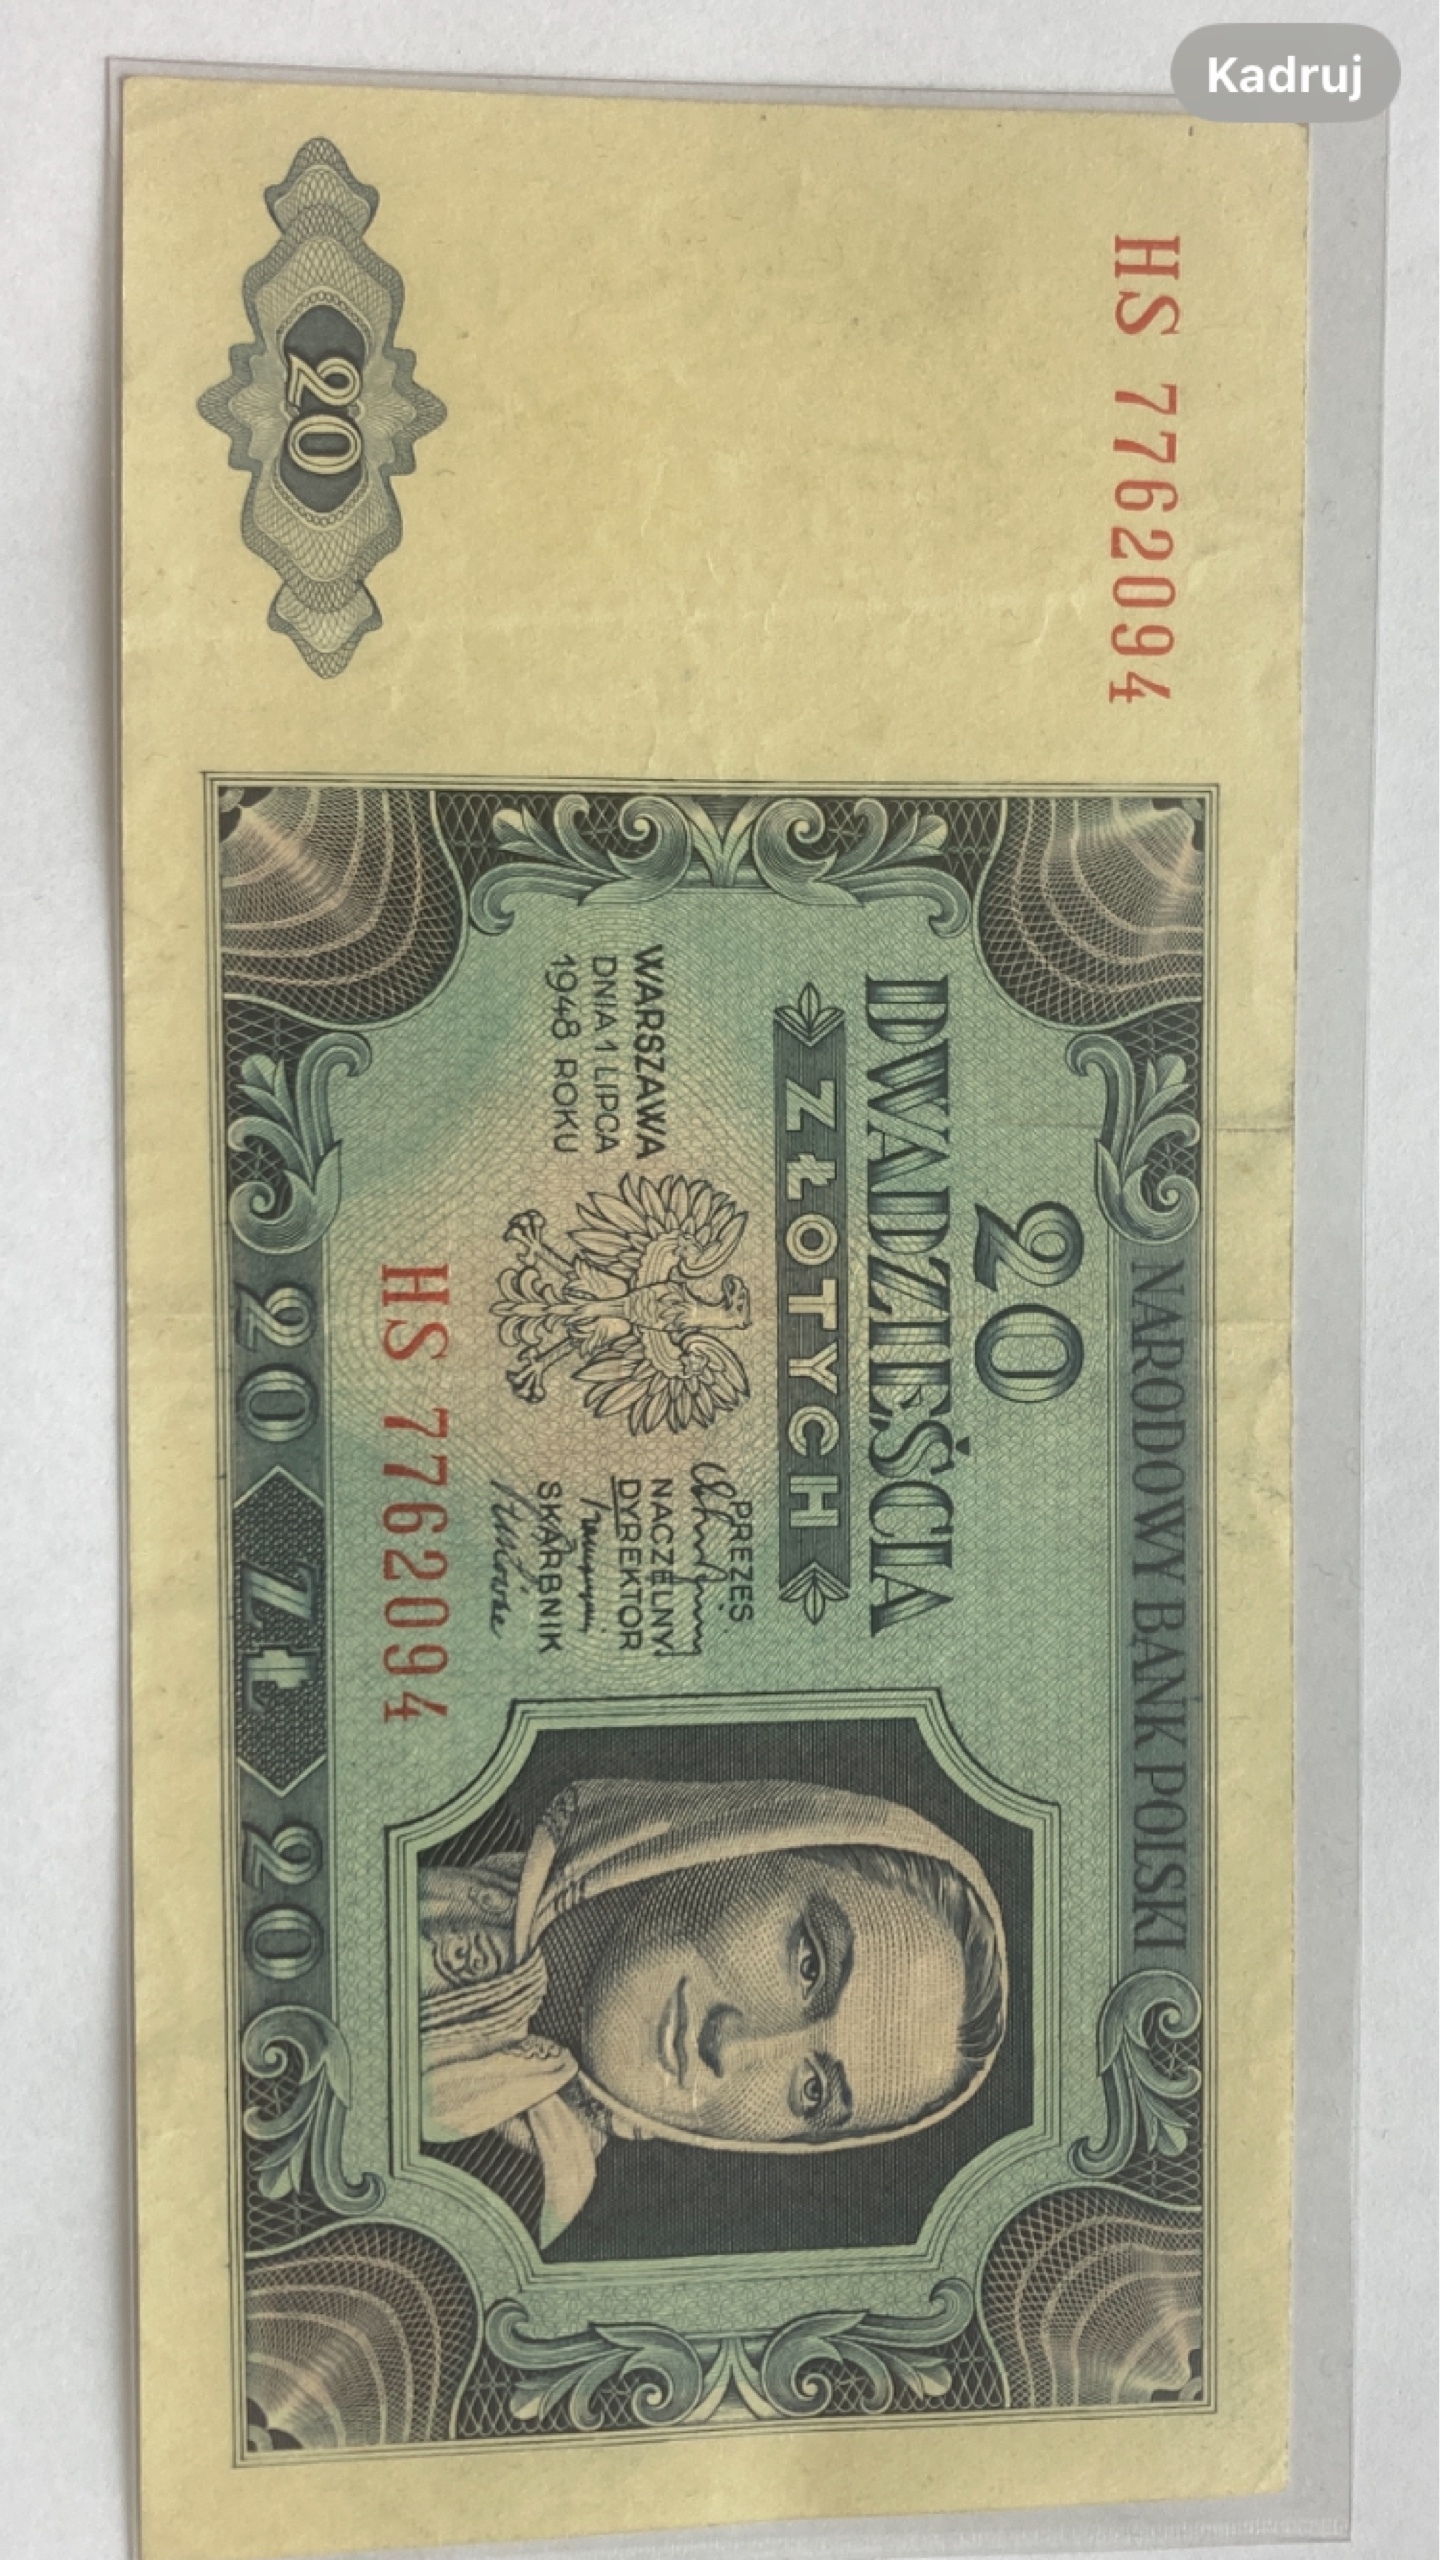 Kadruj
HS 7762094
20
NARODOWY BANK POLSKI
20
DWADZIEŚCIA
ZŁOTYCH
WARSZAWA
DNIA 1 LIPCA
1948 ROKU
PREZES
NACZELNY
DYREKTOR
SKARBNIK
HS 7762094
20 ZŁ 20